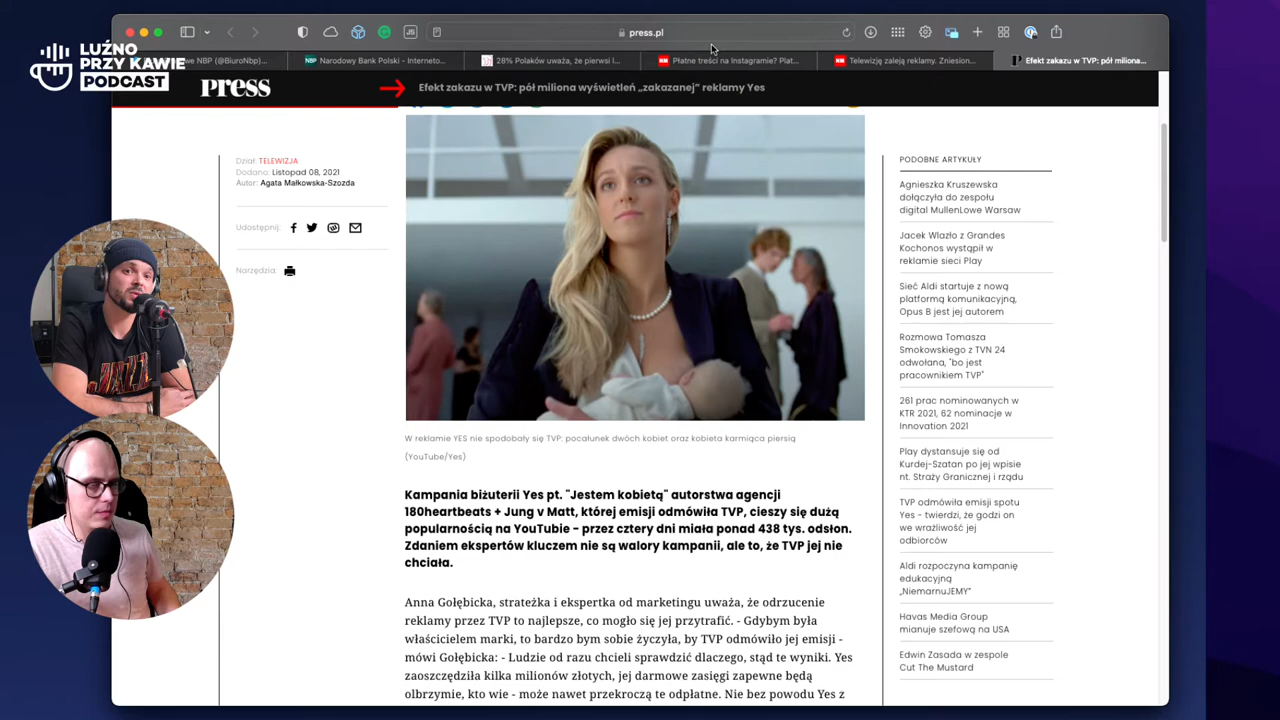 LUŹNO
PRZY KAWIE
PODCAST
press.pl
we NBP (@BiuroNbp)...
Narodowy Bank Polski - Interneto...
28% Polaków uważa, że pierwsi l...
Płatne treści na Instagramie? Plat...
Telewizję zaleją reklamy. Zniesion...
Efekt zakazu w TVP: pół miliona...
press
Efekt zakazu w TVP: pół miliona wyświetleń „zakazanej” reklamy Yes
Dział: TELEWIZJA
Dodano: Listopad 08, 2021
Autor: Agata Małkowska-Szozda
Udostępnij:
Narzędzia:
W reklamie YES nie spodobały się TVP: pocałunek dwóch kobiet oraz kobieta karmiąca piersią
(YouTube/Yes)
Kampania biżuterii Yes pt. "Jestem kobietą" autorstwa agencji
180heartbeats + Jung v Matt, której emisji odmówiła TVP, cieszy się dużą
popularnością na YouTubie - przez cztery dni miała ponad 438 tys. odsłon.
Zdaniem ekspertów kluczem nie są walory kampanii, ale to, że TVP jej nie
chciała.
Anna Gołębicka, strateżka i ekspertka od marketingu uważa, że odrzucenie
reklamy przez TVP to najlepsze, co mogło się jej przytrafić. - Gdybym była
właścicielem marki, to bardzo bym sobie życzyła, by TVP odmówiło jej emisji -
mówi Gołębicka: - Ludzie od razu chcieli sprawdzić dlaczego, stąd te wyniki. Yes
zaoszczędziła kilka milionów złotych, jej darmowe zasięgi zapewne będą
olbrzymie, kto wie - może nawet przekroczą te odpłatne. Nie bez powodu Yes z
PODOBNE ARTYKUŁY
Agnieszka Kruszewska
dołączyła do zespołu
digital MullenLowe Warsaw
Jacek Wlazło z Grandes
Kochonos wystąpił w
reklamie sieci Play
Sieć Aldi startuje z nową
platformą komunikacyjną,
Opus B jest jej autorem
Rozmowa Tomasza
Smokowskiego z TVN 24
odwołana, "bo jest
pracownikiem TVP"
261 prac nominowanych w
KTR 2021, 62 nominacje w
Innovation 2021
Play dystansuje się od
Kurdej-Szatan po jej wpisie
nt. Straży Granicznej i rządu
TVP odmówiła emisji spotu
Yes - twierdzi, że godzi on
we wrażliwość jej
odbiorców
Aldi rozpoczyna kampanię
edukacyjną
„NiemarnuJEMY”
Havas Media Group
mianuje szefową na USA
Edwin Zasada w zespole
Cut The Mustard